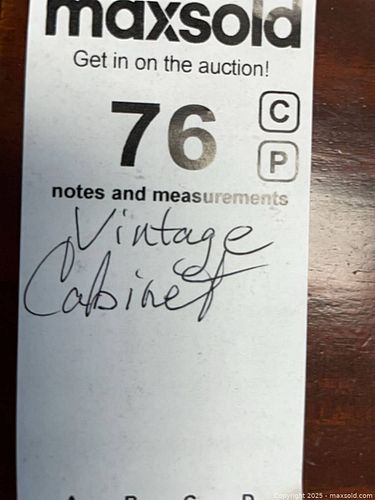 maxsold
Get in on the auction!
76
C
P
notes and measurements
Vintage
Cabinet
Copyright 2025 - maxsold.com